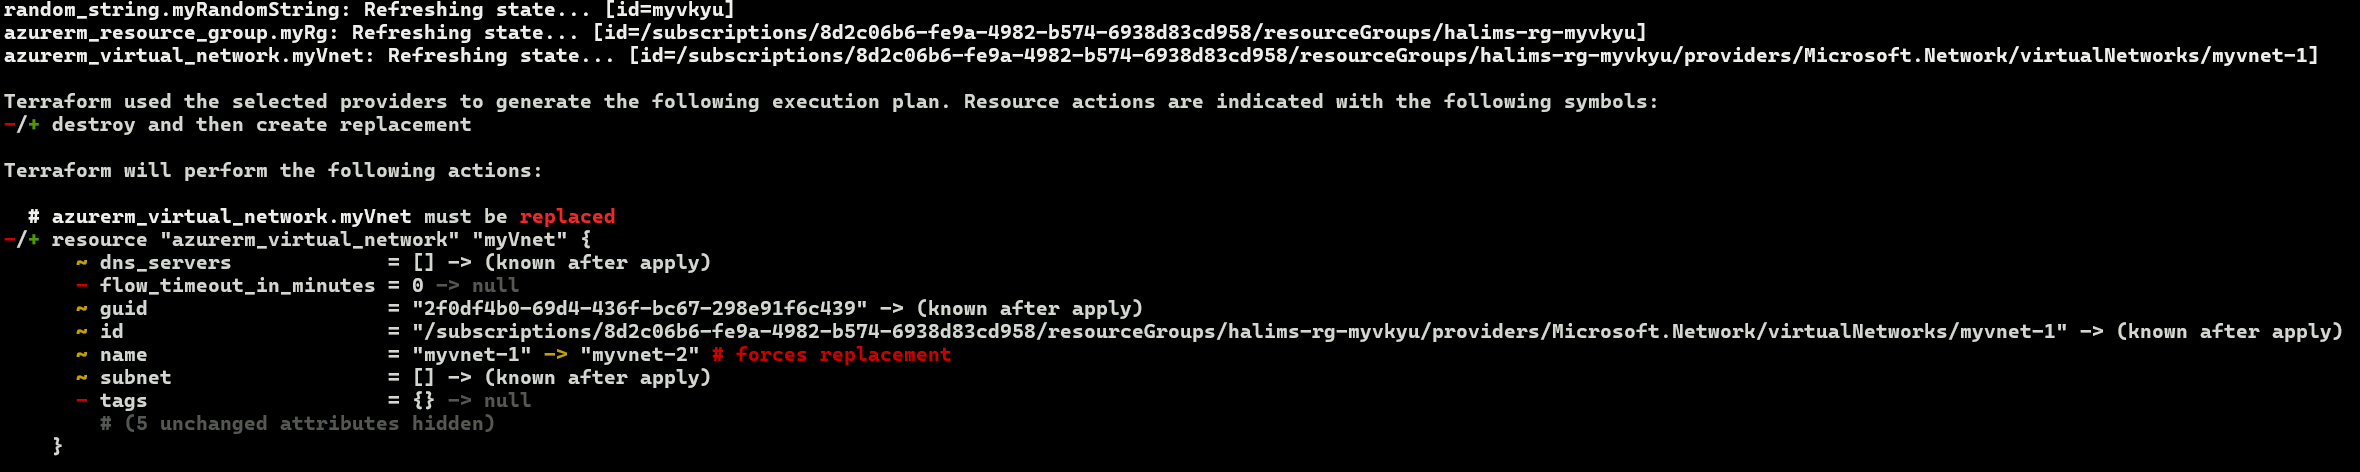 random_string.myRandomString: Refreshing state... [id=myvkyu]
azurerm_resource_group.myRg: Refreshing state... [id=/subscriptions/8d2c06b6-fe9a-4982-b574-6938d83cd958/resourceGroups/halims-rg-myvkyu]
azurerm_virtual_network.myVnet: Refreshing state... [id=/subscriptions/8d2c06b6-fe9a-4982-b574-6938d83cd958/resourceGroups/halims-rg-myvkyu/providers/Microsoft.Network/virtualNetworks/myvnet-1]

Terraform used the selected providers to generate the following execution plan. Resource actions are indicated with the following symbols:
-/+ destroy and then create replacement

Terraform will perform the following actions:

  # azurerm_virtual_network.myVnet must be replaced
-/+ resource "azurerm_virtual_network" "myVnet" {
      ~ dns_servers             = [] -> (known after apply)
      - flow_timeout_in_minutes = 0 -> null
      ~ guid                    = "2f0df4b0-69d4-436f-bc67-298e91f6c439" -> (known after apply)
      ~ id                      = "/subscriptions/8d2c06b6-fe9a-4982-b574-6938d83cd958/resourceGroups/halims-rg-myvkyu/providers/Microsoft.Network/virtualNetworks/myvnet-1" -> (known after apply)
      ~ name                    = "myvnet-1" -> "myvnet-2" # forces replacement
      ~ subnet                  = [] -> (known after apply)
      - tags                    = {} -> null
        # (5 unchanged attributes hidden)
    }